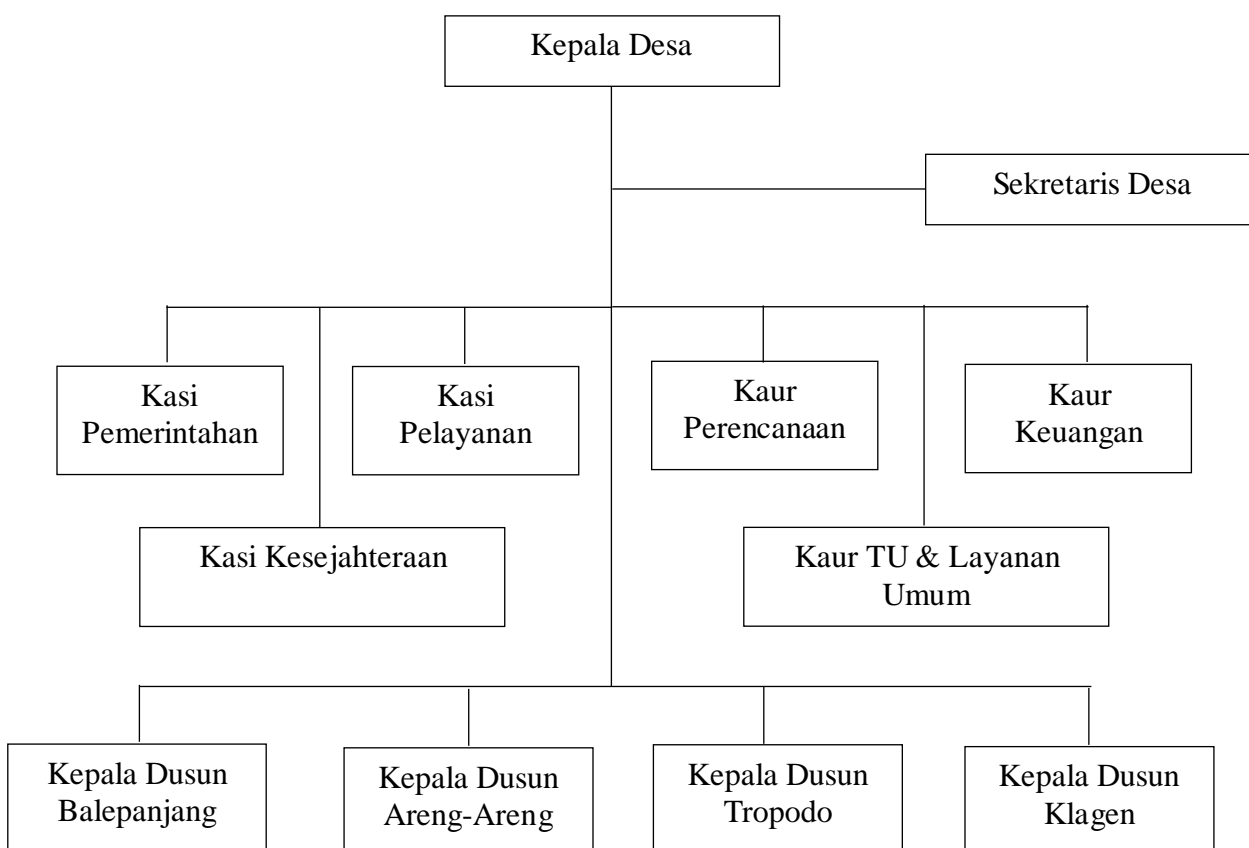 Kepala Desa
Sekretaris Desa
Kasi
Pemerintahan
Kasi
Pelayanan
Kaur
Perencanaan
Kaur
Keuangan
Kasi Kesejahteraan
Kaur TU & Layanan
Umum
Kepala Dusun
Balepanjang
Kepala Dusun
Areng-Areng
Kepala Dusun
Tropodo
Kepala Dusun
Klagen